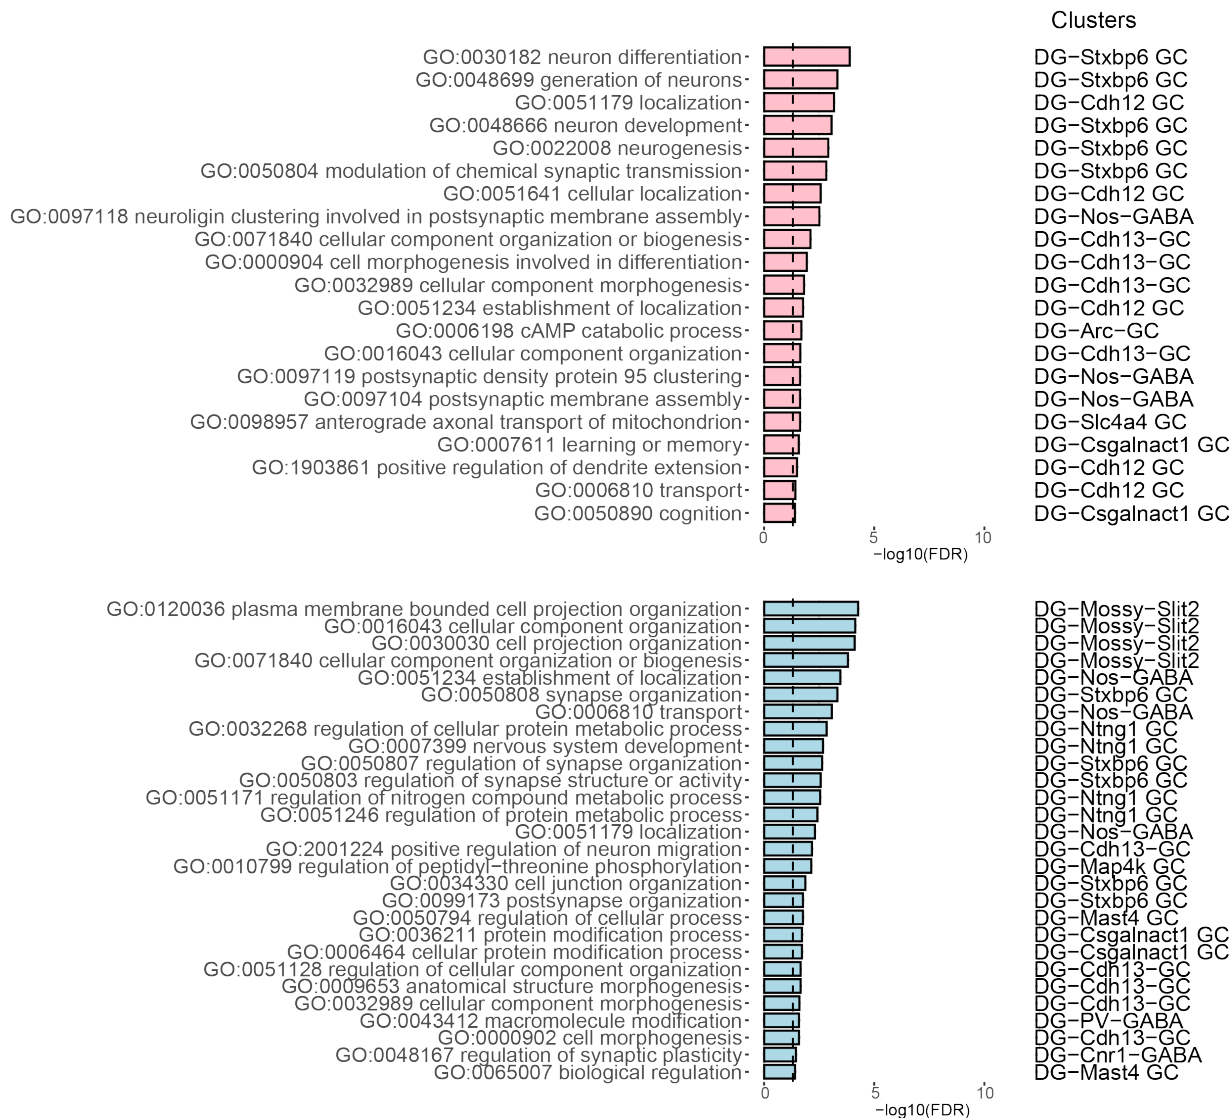 Clusters
GO:0030182 neuron differentiation DG−Stxbp6 GC
GO:0048699 generation of neurons DG−Stxbp6 GC
GO:0051179 localization DG−Cdh12 GC
GO:0048666 neuron development DG−Stxbp6 GC
GO:0022008 neurogenesis DG−Stxbp6 GC
GO:0050804 modulation of chemical synaptic transmission DG−Stxbp6 GC
GO:0051641 cellular localization DG−Cdh12 GC
GO:0097118 neuroligin clustering involved in postsynaptic membrane assembly DG−Nos−GABA
GO:0071840 cellular component organization or biogenesis DG−Cdh13−GC
GO:0000904 cell morphogenesis involved in differentiation DG−Cdh13−GC
GO:0032989 cellular component morphogenesis DG−Cdh13−GC
GO:0051234 establishment of localization DG−Cdh12 GC
GO:0006198 cAMP catabolic process DG−Arc−GC
GO:0016043 cellular component organization DG−Cdh13−GC
GO:0097119 postsynaptic density protein 95 clustering DG−Nos−GABA
GO:0097104 postsynaptic membrane assembly DG−Nos−GABA
GO:0098957 anterograde axonal transport of mitochondrion DG−Slc4a4 GC
GO:0007611 learning or memory DG−Csgalnact1 GC
GO:1903861 positive regulation of dendrite extension DG−Cdh12 GC
GO:0006810 transport DG−Cdh12 GC
GO:0050890 cognition DG−Csgalnact1 GC
0 5 10
−log10(FDR)
GO:0120036 plasma membrane bounded cell projection organization DG−Mossy−Slit2
GO:0016043 cellular component organization DG−Mossy−Slit2
GO:0030030 cell projection organization DG−Mossy−Slit2
GO:0071840 cellular component organization or biogenesis DG−Mossy−Slit2
GO:0051234 establishment of localization DG−Nos−GABA
GO:0050808 synapse organization DG−Stxbp6 GC
GO:0006810 transport DG−Nos−GABA
GO:0032268 regulation of cellular protein metabolic process DG−Ntng1 GC
GO:0007399 nervous system development DG−Ntng1 GC
GO:0050807 regulation of synapse organization DG−Stxbp6 GC
GO:0050803 regulation of synapse structure or activity DG−Stxbp6 GC
GO:0051171 regulation of nitrogen compound metabolic process DG−Ntng1 GC
GO:0051246 regulation of protein metabolic process DG−Ntng1 GC
GO:0051179 localization DG−Nos−GABA
GO:2001224 positive regulation of neuron migration DG−Cdh13−GC
GO:0010799 regulation of peptidyl−threonine phosphorylation DG−Map4k GC
GO:0034330 cell junction organization DG−Stxbp6 GC
GO:0099173 postsynapse organization DG−Stxbp6 GC
GO:0050794 regulation of cellular process DG−Mast4 GC
GO:0036211 protein modification process DG−Csgalnact1 GC
GO:0006464 cellular protein modification process DG−Csgalnact1 GC
GO:0051128 regulation of cellular component organization DG−Cdh13−GC
GO:0009653 anatomical structure morphogenesis DG−Cdh13−GC
GO:0032989 cellular component morphogenesis DG−Cdh13−GC
GO:0043412 macromolecule modification DG−PV−GABA
GO:0000902 cell morphogenesis DG−Cdh13−GC
GO:0048167 regulation of synaptic plasticity DG−Cnr1−GABA
GO:0065007 biological regulation DG−Mast4 GC
0 5 10
−log10(FDR)